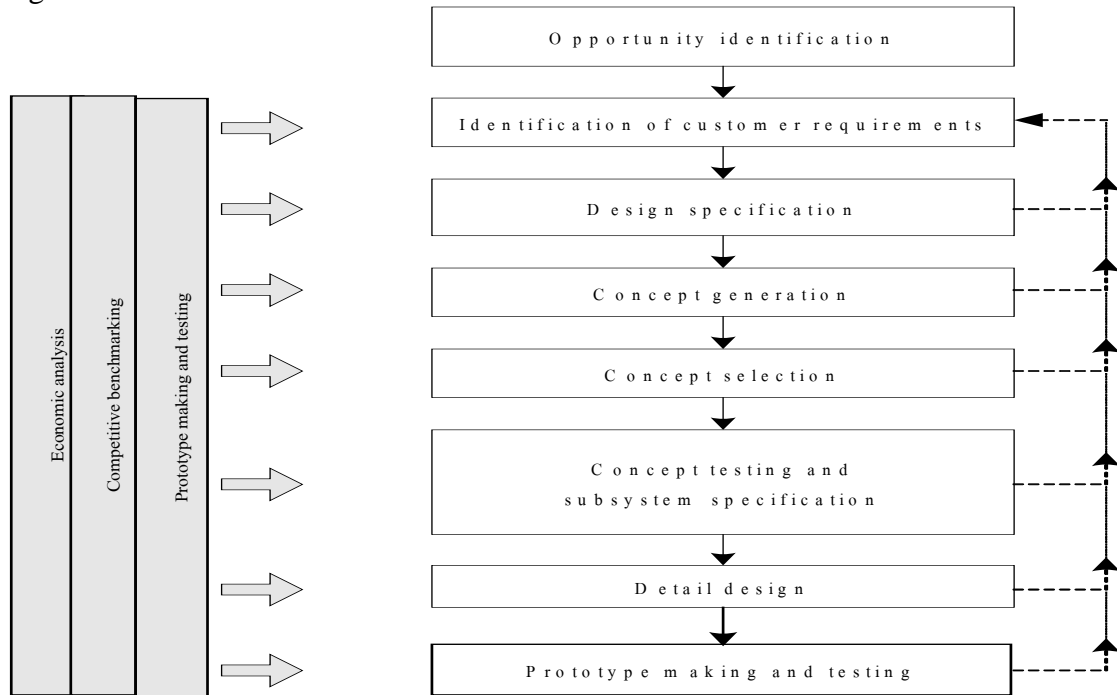 Opportunity identification
Identification of customer requirements
Design specification
Concept generation
Concept selection
Concept testing and
subsystem specification
Detail design
Prototype making and testing
Economic analysis
Competitive benchmarking
Prototype making and testing